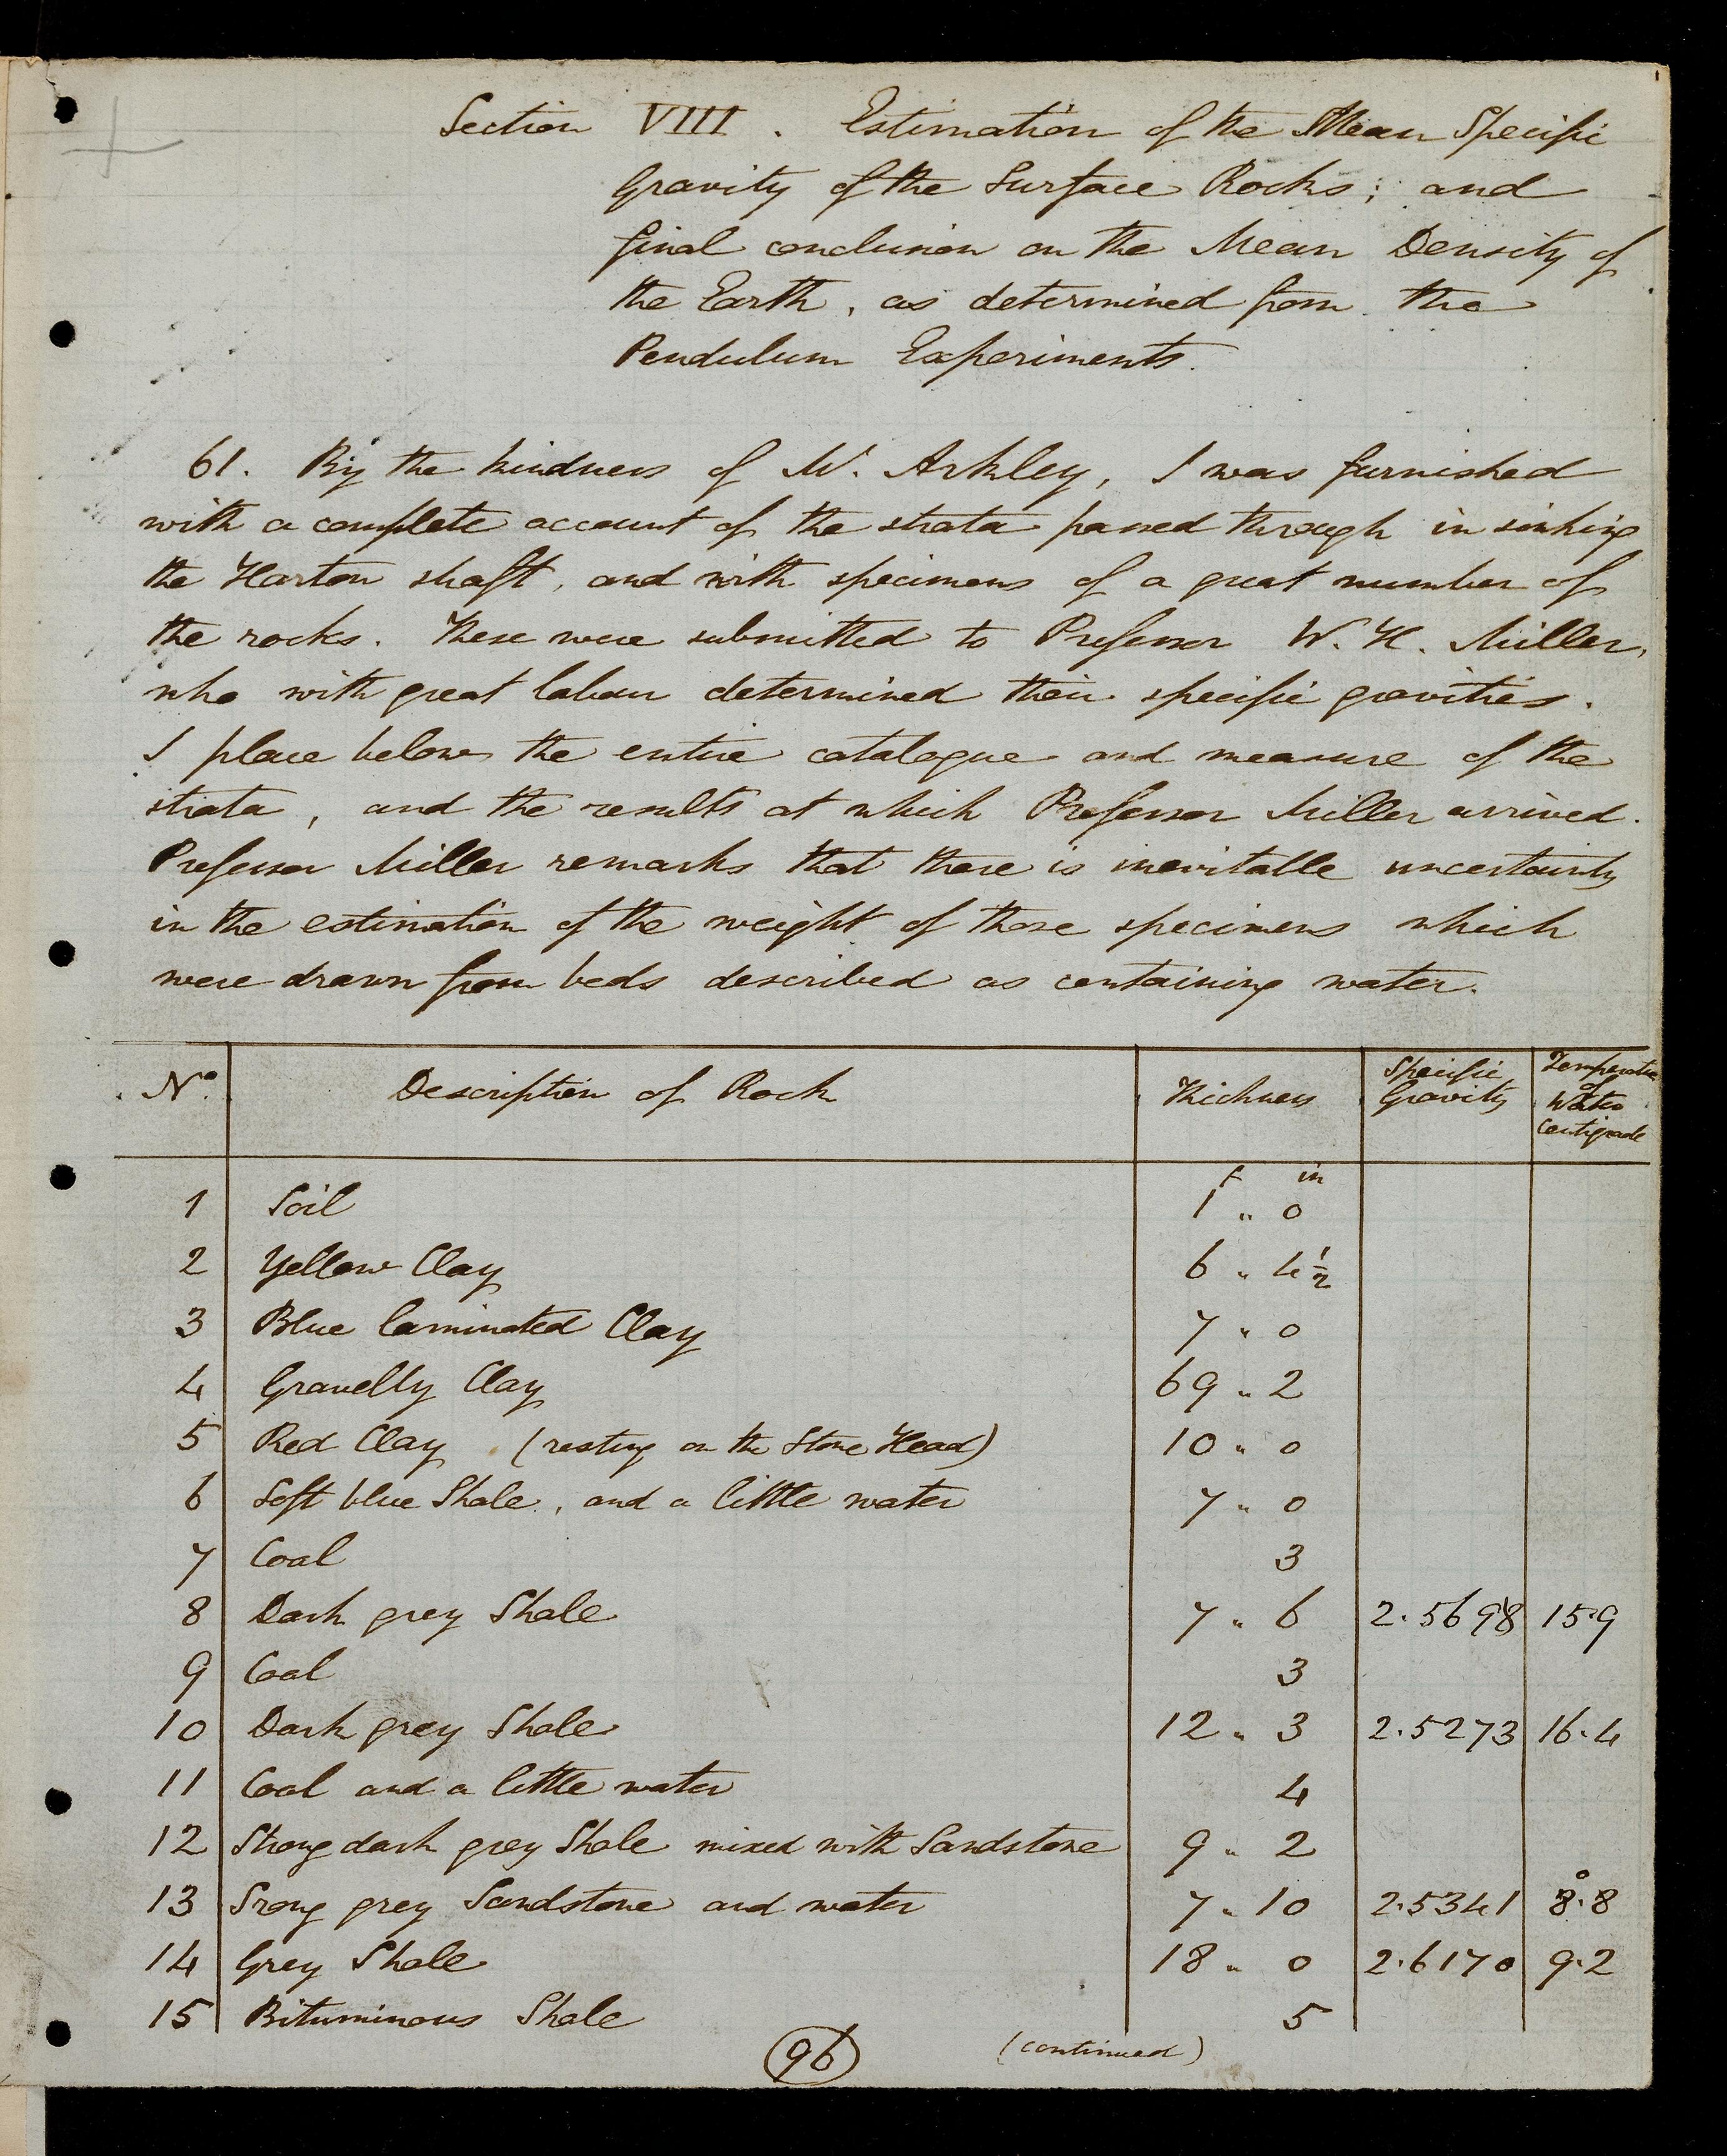 Section VIII. Estimation of the Mean Specific
Gravity of the Surface Rocks; and
final conclusion on the Mean Density of
the Earth, as determined from the
Pendulum Experiments.
61. By the kindness of Mr. Arkley, I was furnished
with a complete account of the strata passed through in sinking
the Harton shaft, and with specimens of a great number of
the rocks. These were submitted to Professor W. H. Miller,
who with great labour determined their specific gravities.
I place below the entire catalogue and measure of the
strata, and the results at which Professor Miller arrived.
Professor Miller remarks that there is inevitable uncertainty
in the estimation of the weight of those specimens which
were drawn from beds described as containing water.
No. Description of Rock Thickness Specific Gravity Temperature of Water Centigrade
f in
1 Soil 1 " 0
2 Yellow Clay 6 " 4½
3 Blue laminated Clay 7 " 0
4 Gravelly Clay 69 " 2
5 Red Clay (resting on the Stone Head) 10 " 0
6 Soft blue Shale, and a little water 7 " 0
7 Coal 3
8 Dark grey Shale 7 " 6 2.5698 15.9
9 Coal 3
10 Dark grey Shale 12 " 3 2.5273 16.4
11 Coal and a little water 4
12 Strong dark grey Shale mixed with Sandstone 9 " 2
13 Srong grey Sandstone and water 7 " 10 2.5341 8°.8
14 Grey Shale 18 " 0 2.6170 9.2
15 Bituminous Shale 5
96 (continued)